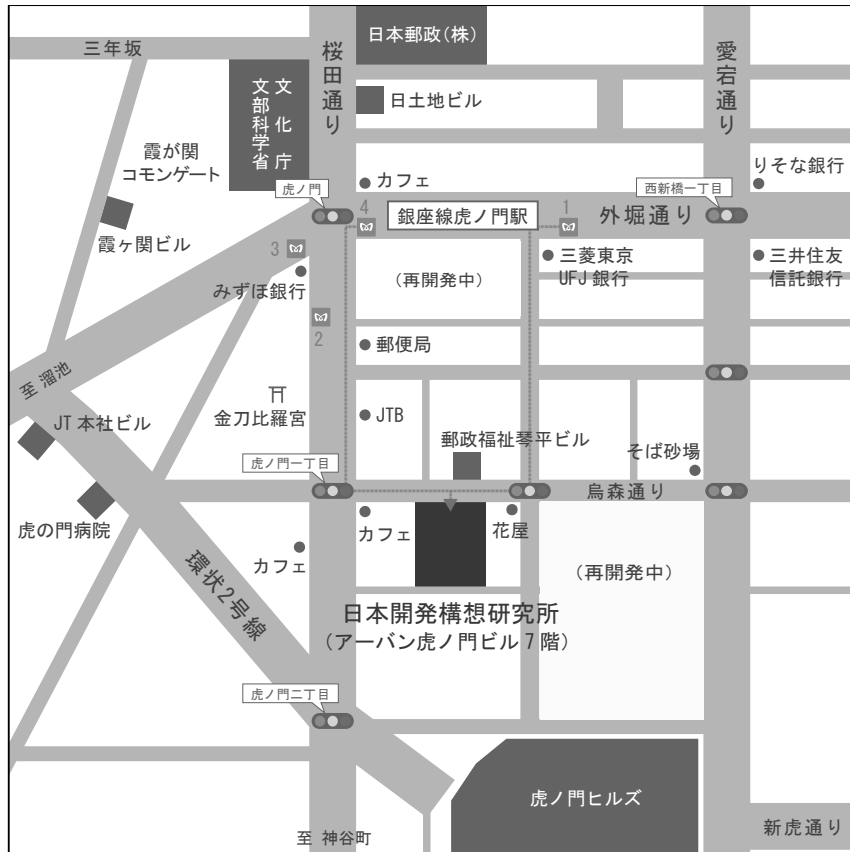 日本郵政(株)
三年坂
桜田通り
愛宕通り
文化庁
文部科学省
日土地ビル
霞が関
コモンゲート
カフェ
りそな銀行
虎ノ門
西新橋一丁目
4
銀座線虎ノ門駅
1
外堀通り
霞ヶ関ビル
3
三菱東京
UFJ銀行
三井住友
信託銀行
(再開発中)
みずほ銀行
2
郵便局
至 溜池
金刀比羅宮
JTB
JT本社ビル
郵政福祉琴平ビル
そば砂場
虎ノ門一丁目
烏森通り
虎の門病院
カフェ
花屋
カフェ
(再開発中)
環状2号線
日本開発構想研究所
(アーバン虎ノ門ビル7階)
虎ノ門二丁目
虎ノ門ヒルズ
新虎通り
至 神谷町